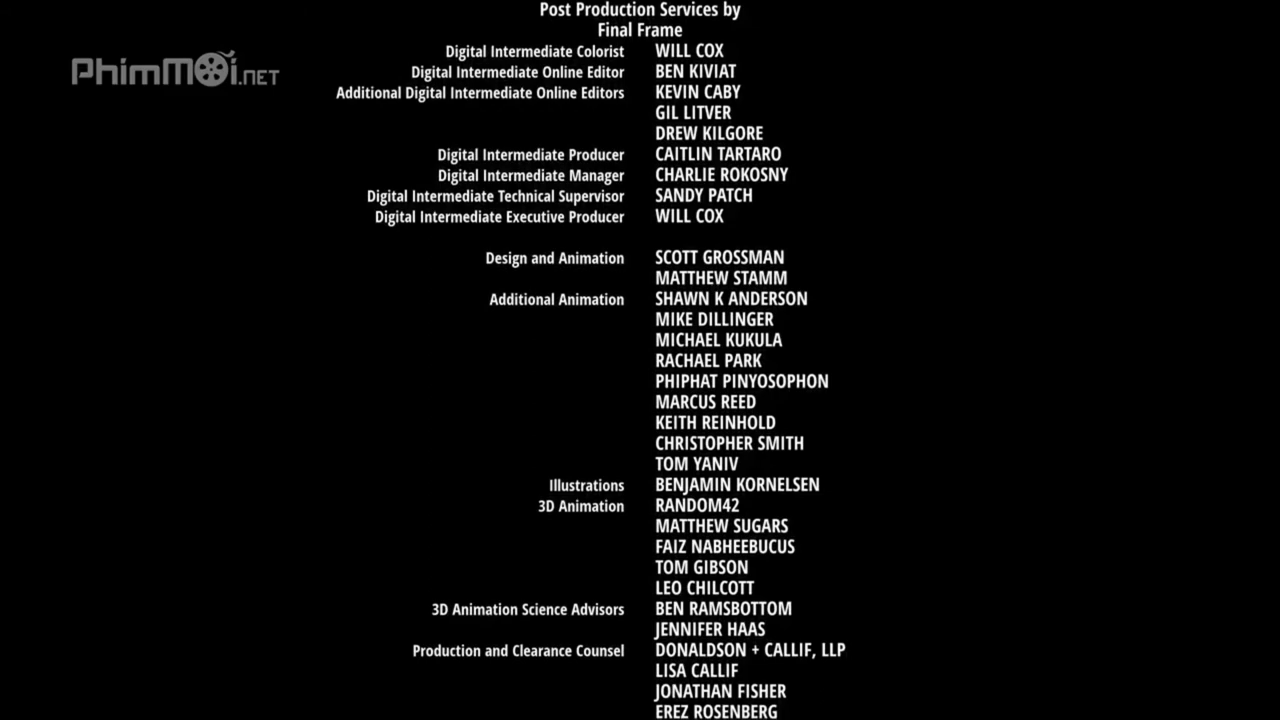 Post Production Services by
Final Frame
PhimMỚi.NET
Digital Intermediate Colorist WILL COX
Digital Intermediate Online Editor BEN KIVIAT
Additional Digital Intermediate Online Editors KEVIN CABY
GIL LITVER
DREW KILGORE
Digital Intermediate Producer CAITLIN TARTARO
Digital Intermediate Manager CHARLIE ROKOSNY
Digital Intermediate Technical Supervisor SANDY PATCH
Digital Intermediate Executive Producer WILL COX
Design and Animation SCOTT GROSSMAN
MATTHEW STAMM
Additional Animation SHAWN K ANDERSON
MIKE DILLINGER
MICHAEL KUKULA
RACHAEL PARK
PHIPHAT PINYOSOPHON
MARCUS REED
KEITH REINHOLD
CHRISTOPHER SMITH
TOM YANIV
Illustrations BENJAMIN KORNELSEN
3D Animation RANDOM42
MATTHEW SUGARS
FAIZ NABHEEBUCUS
TOM GIBSON
LEO CHILCOTT
3D Animation Science Advisors BEN RAMSBOTTOM
JENNIFER HAAS
Production and Clearance Counsel DONALDSON + CALLIF, LLP
LISA CALLIF
JONATHAN FISHER
EREZ ROSENBERG